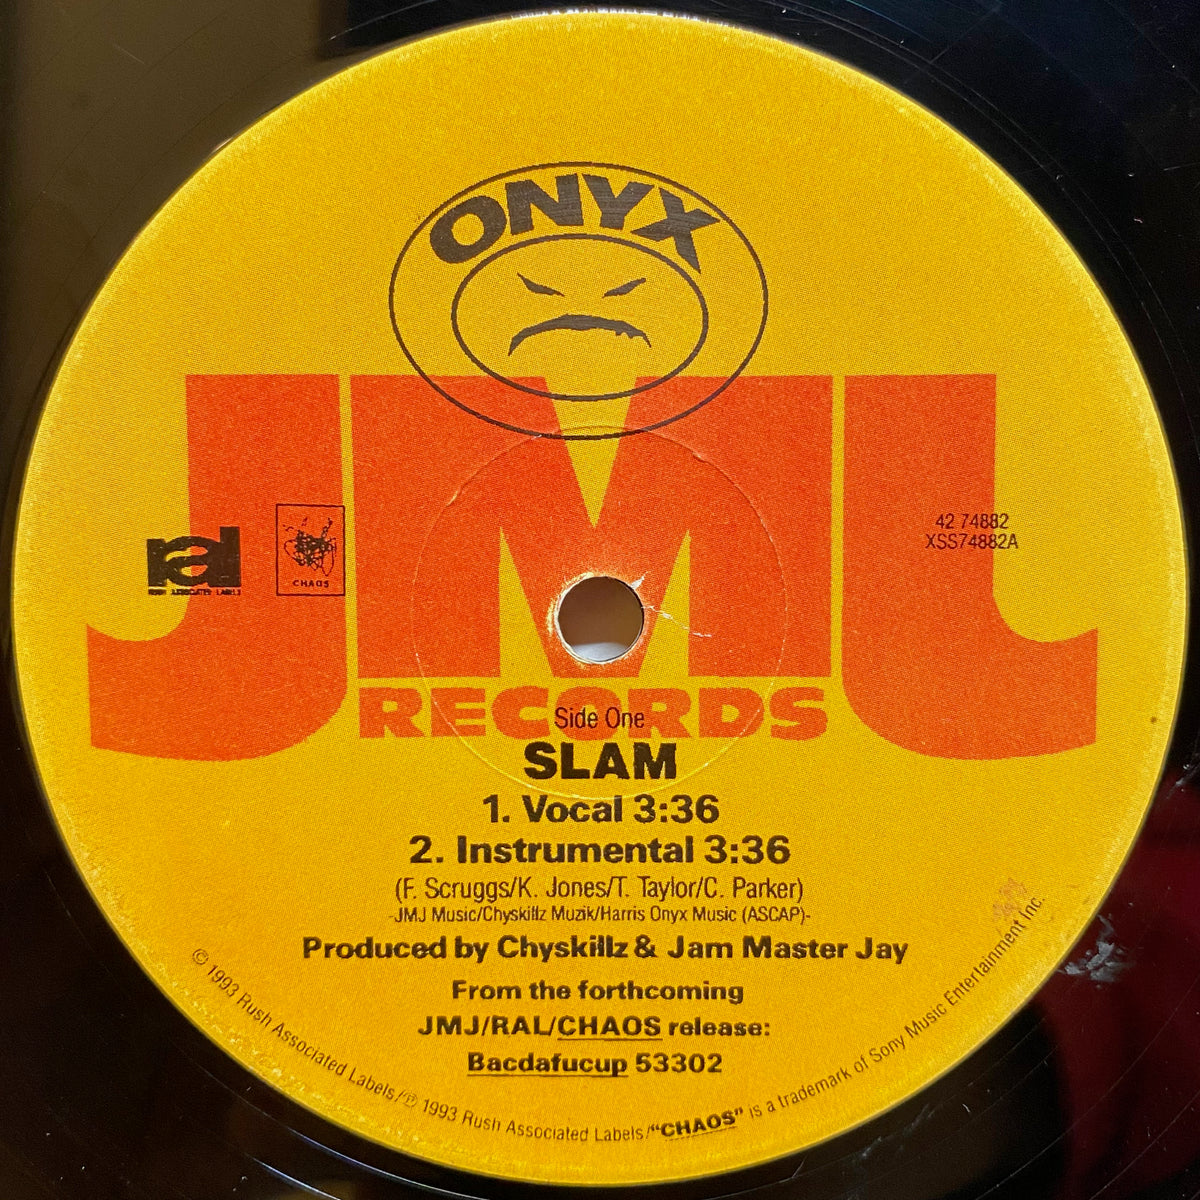 ONYX
JMJ
RECORDS
ral
RUSH ASSOCIATED LABELS
CHAOS
42 74882
XSS74882A
Side One
SLAM
1. Vocal 3:36
2. Instrumental 3:36
(F. Scruggs/K. Jones/T. Taylor/C. Parker)
-JMJ Music/Chyskillz Muzik/Harris Onyx Music (ASCAP)-
Produced by Chyskillz & Jam Master Jay
From the forthcoming
JMJ/RAL/CHAOS release:
Bacdafucup 53302
© 1993 Rush Associated Labels/℗ 1993 Rush Associated Labels/"CHAOS" is a trademark of Sony Music Entertainment Inc.